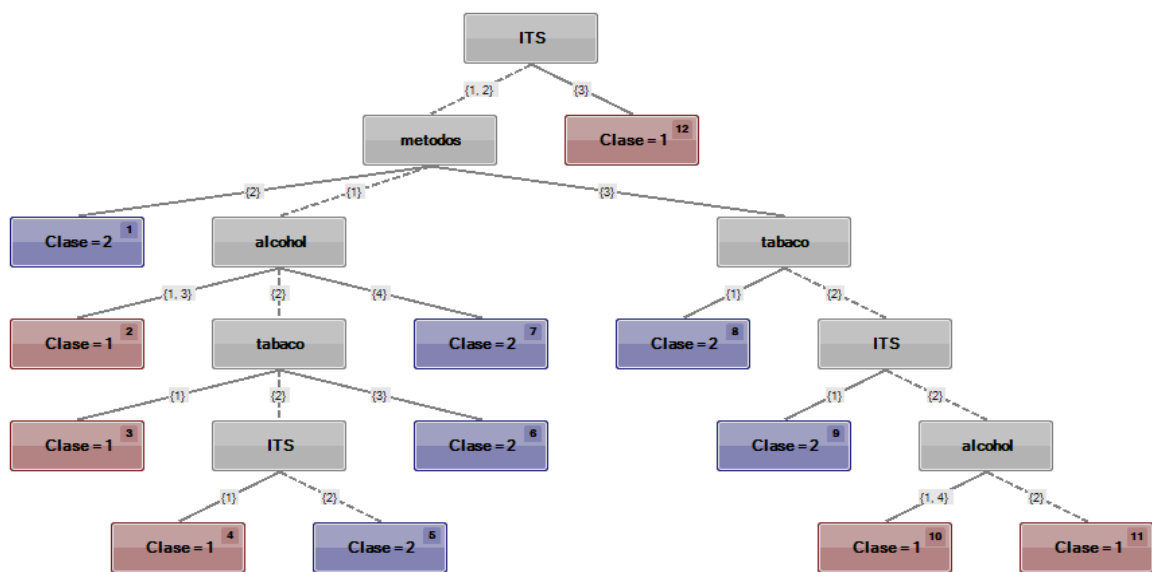 ITS
{1, 2} {3}
metodos
Clase = 1 12
{2} {1} {3}
Clase = 2 1
alcohol
tabaco
{1, 3} {2} {4} {1} {2}
Clase = 1 2
tabaco
Clase = 2 7
Clase = 2 8
ITS
{1} {2} {3} {1} {2}
Clase = 1 3
ITS
Clase = 2 6
Clase = 2 9
alcohol
{1} {2} {1, 4} {2}
Clase = 1 4
Clase = 2 5
Clase = 1 10
Clase = 1 11